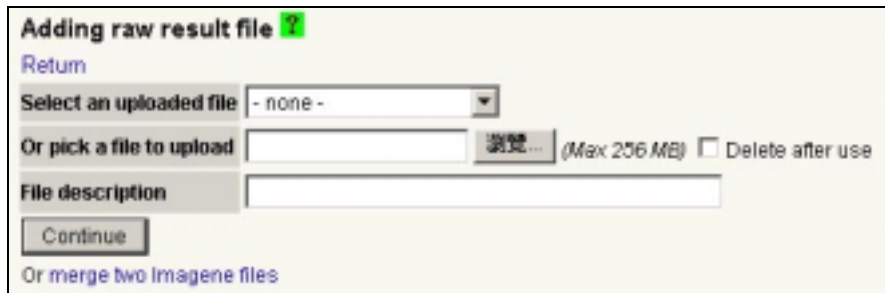 Adding raw result file ?
Return
Select an uploaded file - none -
Or pick a file to upload 瀏覽... (Max 256 MB) Delete after use
File description
Continue
Or merge two Imagene files